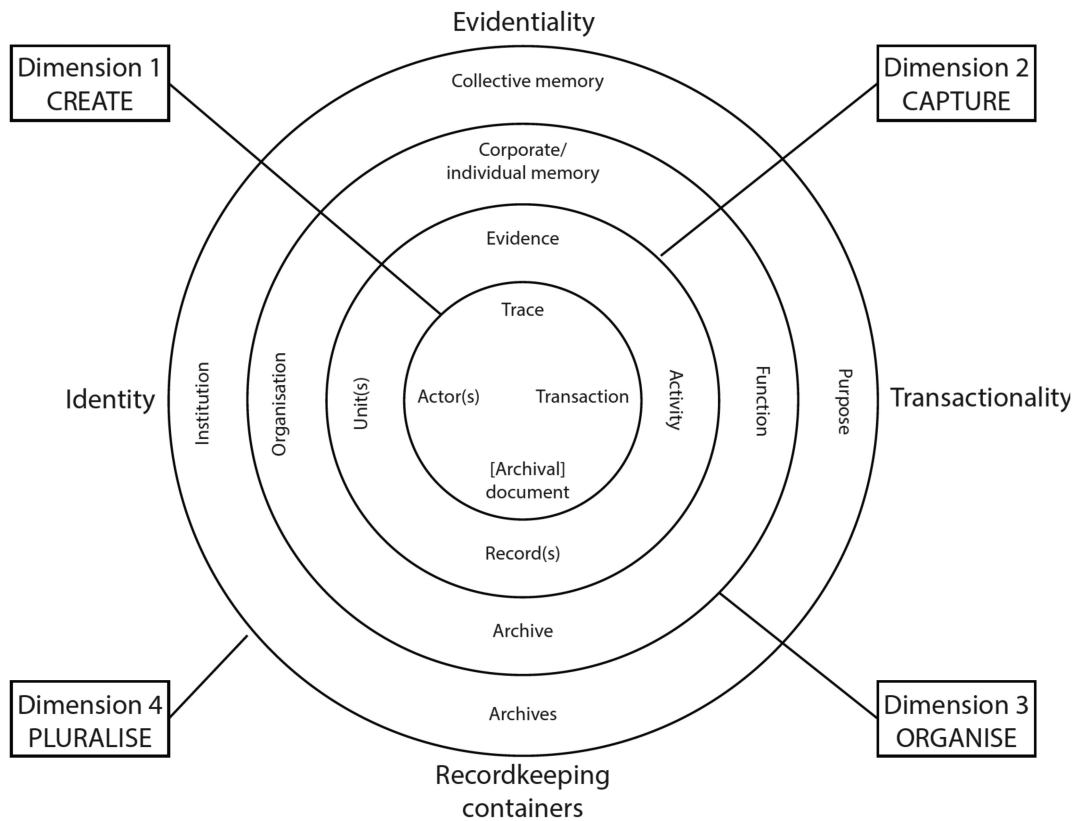 Evidentiality
Dimension 1
CREATE
Dimension 2
CAPTURE
Collective memory
Corporate/
individual memory
Evidence
Trace
Identity
Institution
Organisation
Unit(s)
Actor(s)
Transaction
Activity
Function
Purpose
Transactionality
[Archival]
document
Record(s)
Archive
Archives
Dimension 4
PLURALISE
Dimension 3
ORGANISE
Recordkeeping
containers